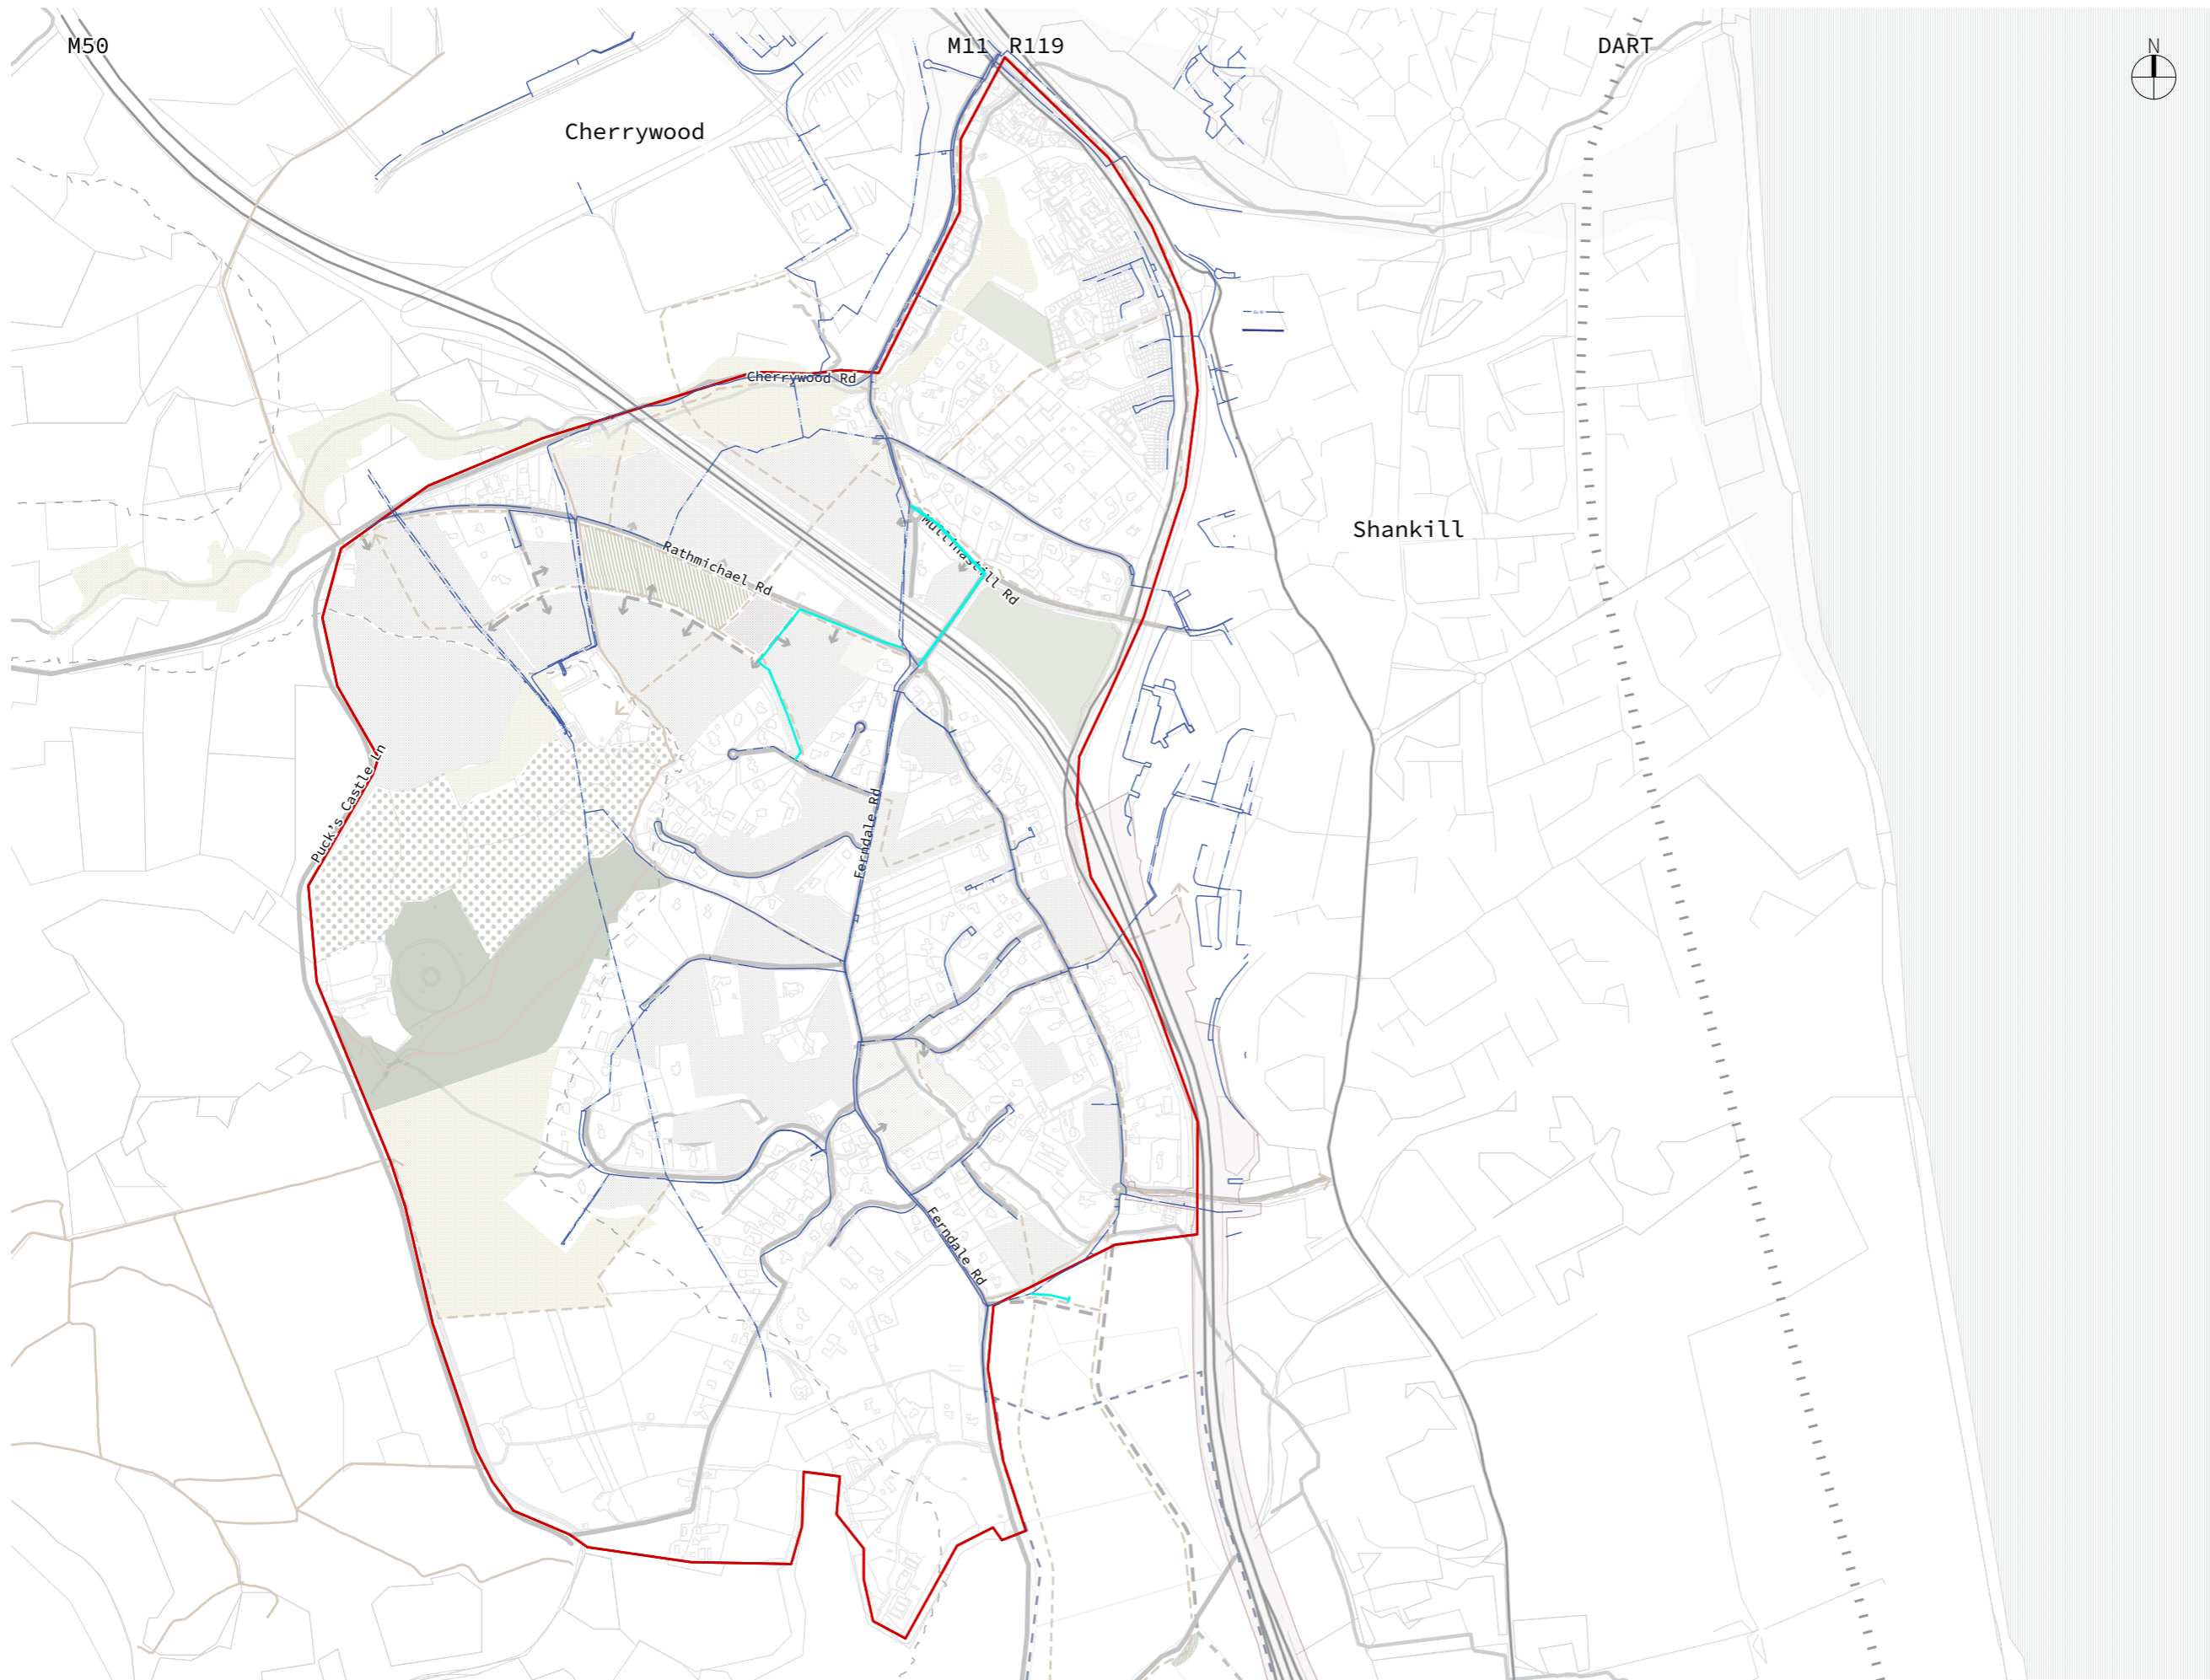 M50
M11
R119
DART
N
Cherrywood
Cherrywood Rd
Mullinastill Rd
Shankill
Rathmichael Rd
Puck's Castle Ln
Ferndale Rd
Ferndale Rd